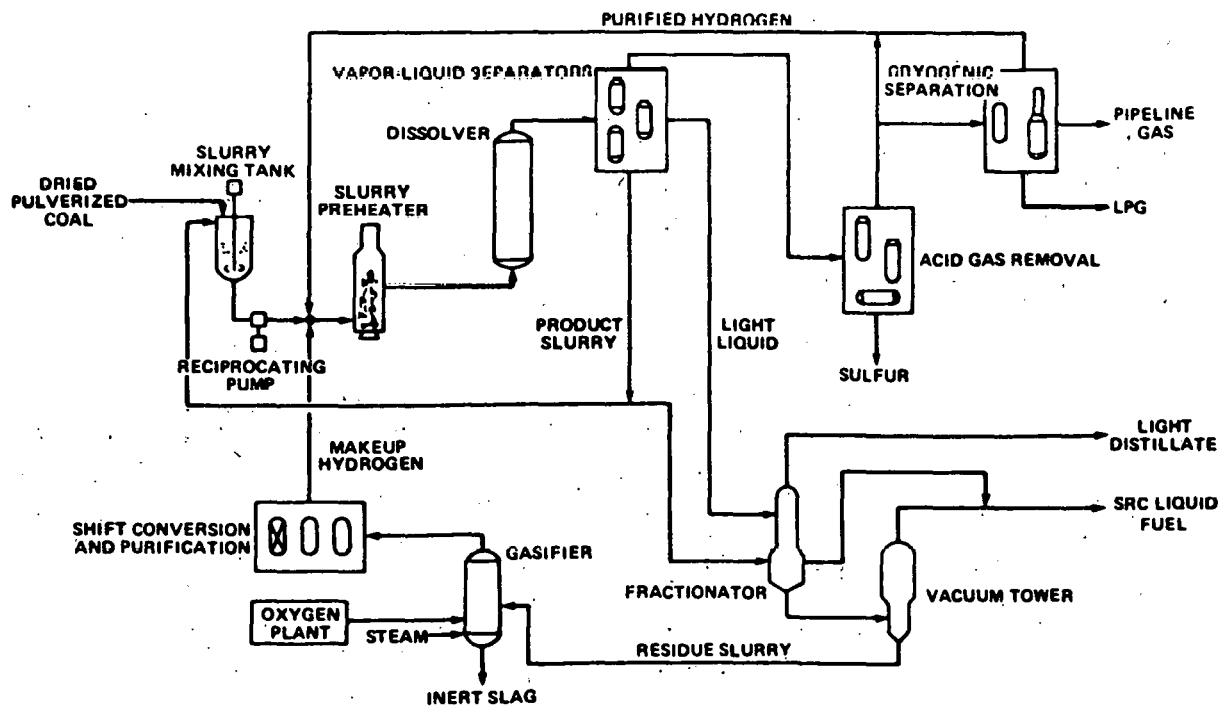 PURIFIED HYDROGEN
VAPOR-LIQUID SEPARATORS
CRYOGENIC
SEPARATION
PIPELINE
GAS
DISSOLVER
SLURRY
MIXING TANK
DRIED
PULVERIZED
COAL
SLURRY
PREHEATER
LPG
ACID GAS REMOVAL
PRODUCT
SLURRY
LIGHT
LIQUID
RECIPROCATING
PUMP
SULFUR
MAKEUP
HYDROGEN
LIGHT
DISTILLATE
SHIFT CONVERSION
AND PURIFICATION
GASIFIER
SRC LIQUID
FUEL
FRACTIONATOR
VACUUM TOWER
OXYGEN
PLANT
STEAM
RESIDUE SLURRY
INERT SLAG